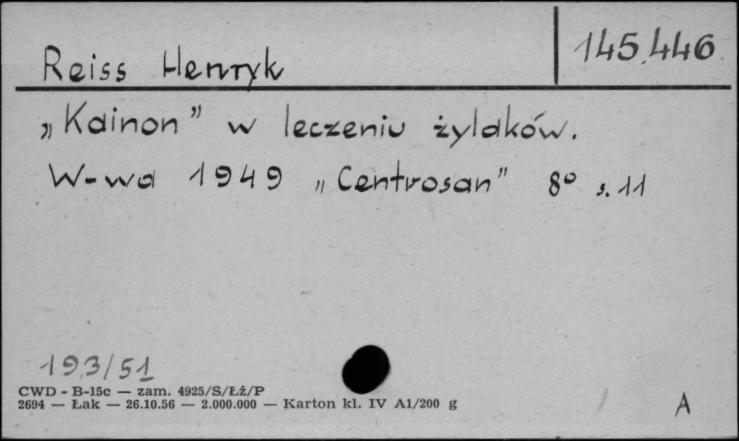 Reiss Henryk 145.446
„Kainon" w leczeniu żylaków.
W-wa 1949 „Centrosan" 8° s. 11
193/51
CWD - B-15c — zam. 4925/S/ŁŻ/P
2694 — Łak — 26.10.56 — 2.000.000 — Karton kl. IV A1/200 g
A